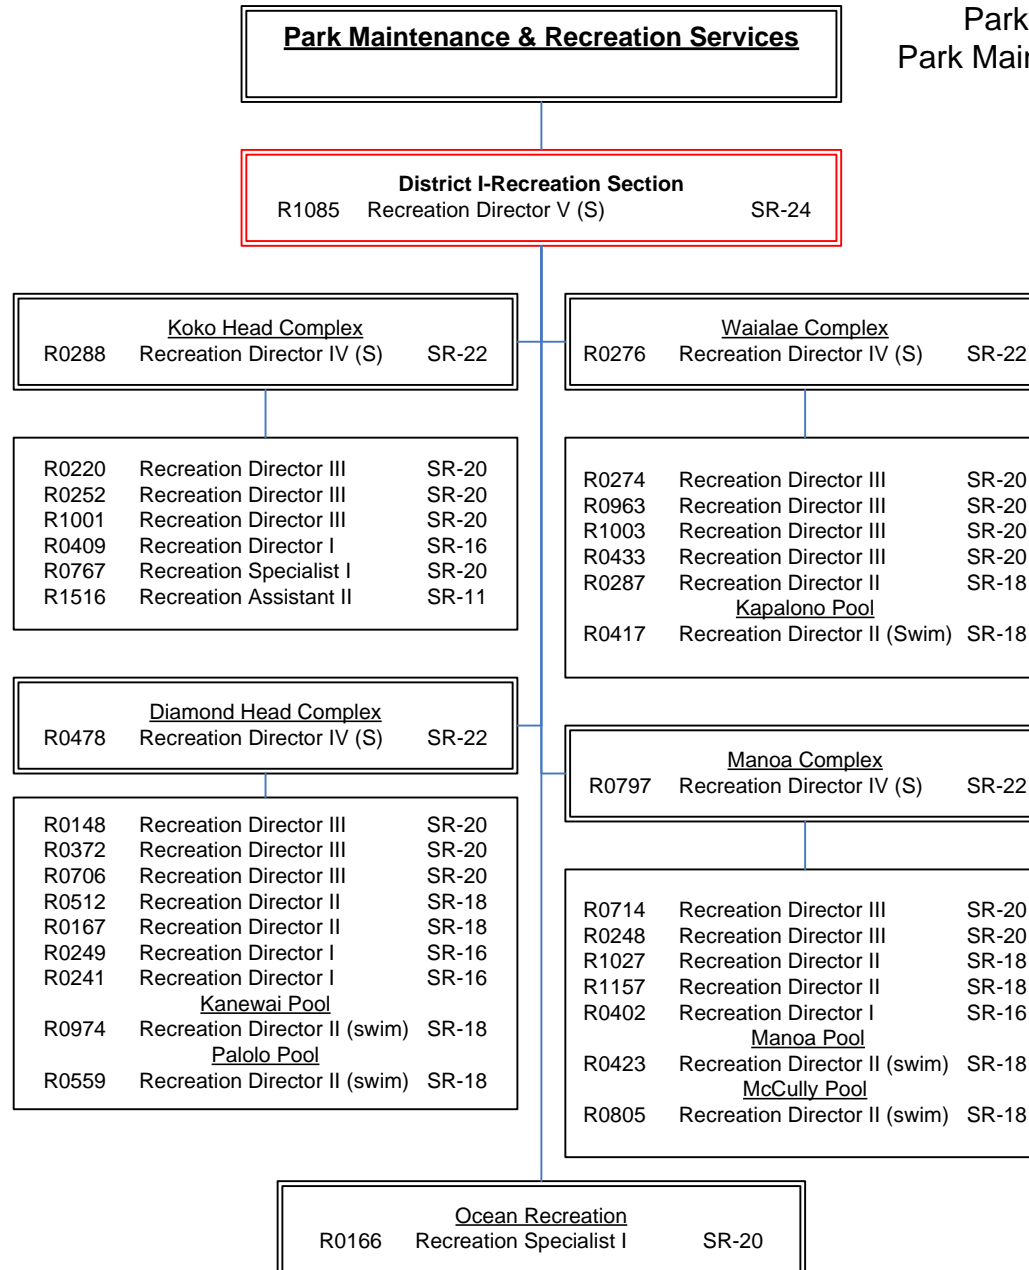 Park Maintenance & Recreation Services
Park
Park Main
District I-Recreation Section
R1085 Recreation Director V (S) SR-24
Koko Head Complex
R0288 Recreation Director IV (S) SR-22
Waialae Complex
R0276 Recreation Director IV (S) SR-22
R0220 Recreation Director III SR-20
R0252 Recreation Director III SR-20
R1001 Recreation Director III SR-20
R0409 Recreation Director I SR-16
R0767 Recreation Specialist I SR-20
R1516 Recreation Assistant II SR-11
R0274 Recreation Director III SR-20
R0963 Recreation Director III SR-20
R1003 Recreation Director III SR-20
R0433 Recreation Director III SR-20
R0287 Recreation Director II SR-18
Kapalono Pool
R0417 Recreation Director II (Swim) SR-18
Diamond Head Complex
R0478 Recreation Director IV (S) SR-22
Manoa Complex
R0797 Recreation Director IV (S) SR-22
R0148 Recreation Director III SR-20
R0372 Recreation Director III SR-20
R0706 Recreation Director III SR-20
R0512 Recreation Director II SR-18
R0167 Recreation Director II SR-18
R0249 Recreation Director I SR-16
R0241 Recreation Director I SR-16
Kanewai Pool
R0974 Recreation Director II (swim) SR-18
Palolo Pool
R0559 Recreation Director II (swim) SR-18
R0714 Recreation Director III SR-20
R0248 Recreation Director III SR-20
R1027 Recreation Director II SR-18
R1157 Recreation Director II SR-18
R0402 Recreation Director I SR-16
Manoa Pool
R0423 Recreation Director II (swim) SR-18
McCully Pool
R0805 Recreation Director II (swim) SR-18
Ocean Recreation
R0166 Recreation Specialist I SR-20